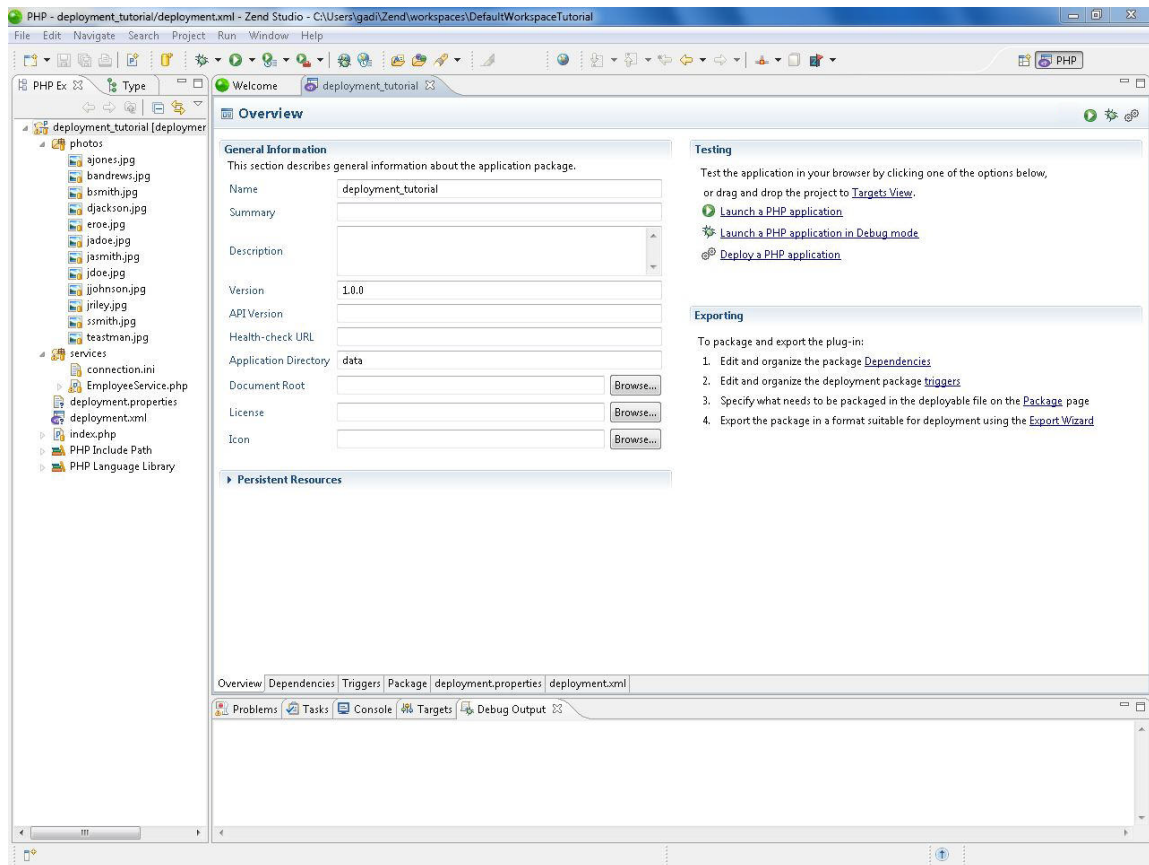 PHP - deployment_tutorial/deployment.xml - Zend Studio - C:\Users\gadi\Zend\workspaces\DefaultWorkspaceTutorial
File Edit Navigate Search Project Run Window Help
PHP
PHP Ex
Type
Welcome
deployment_tutorial
deployment_tutorial [deploymer
photos
ajones.jpg
bandrews.jpg
bsmith.jpg
djackson.jpg
eroe.jpg
jadoe.jpg
jasmith.jpg
jdoe.jpg
jjohnson.jpg
jriley.jpg
ssmith.jpg
teastman.jpg
services
connection.ini
EmployeeService.php
deployment.properties
deployment.xml
index.php
PHP Include Path
PHP Language Library
Overview
General Information
This section describes general information about the application package.
Name deployment_tutorial
Summary
Description
Version 1.0.0
API Version
Health-check URL
Application Directory data
Document Root Browse...
License Browse...
Icon Browse...
Persistent Resources
Testing
Test the application in your browser by clicking one of the options below,
or drag and drop the project to Targets View.
Launch a PHP application
Launch a PHP application in Debug mode
Deploy a PHP application
Exporting
To package and export the plug-in:
1. Edit and organize the package Dependencies
2. Edit and organize the deployment package triggers
3. Specify what needs to be packaged in the deployable file on the Package page
4. Export the package in a format suitable for deployment using the Export Wizard
Overview Dependencies Triggers Package deployment.properties deployment.xml
Problems Tasks Console Targets Debug Output